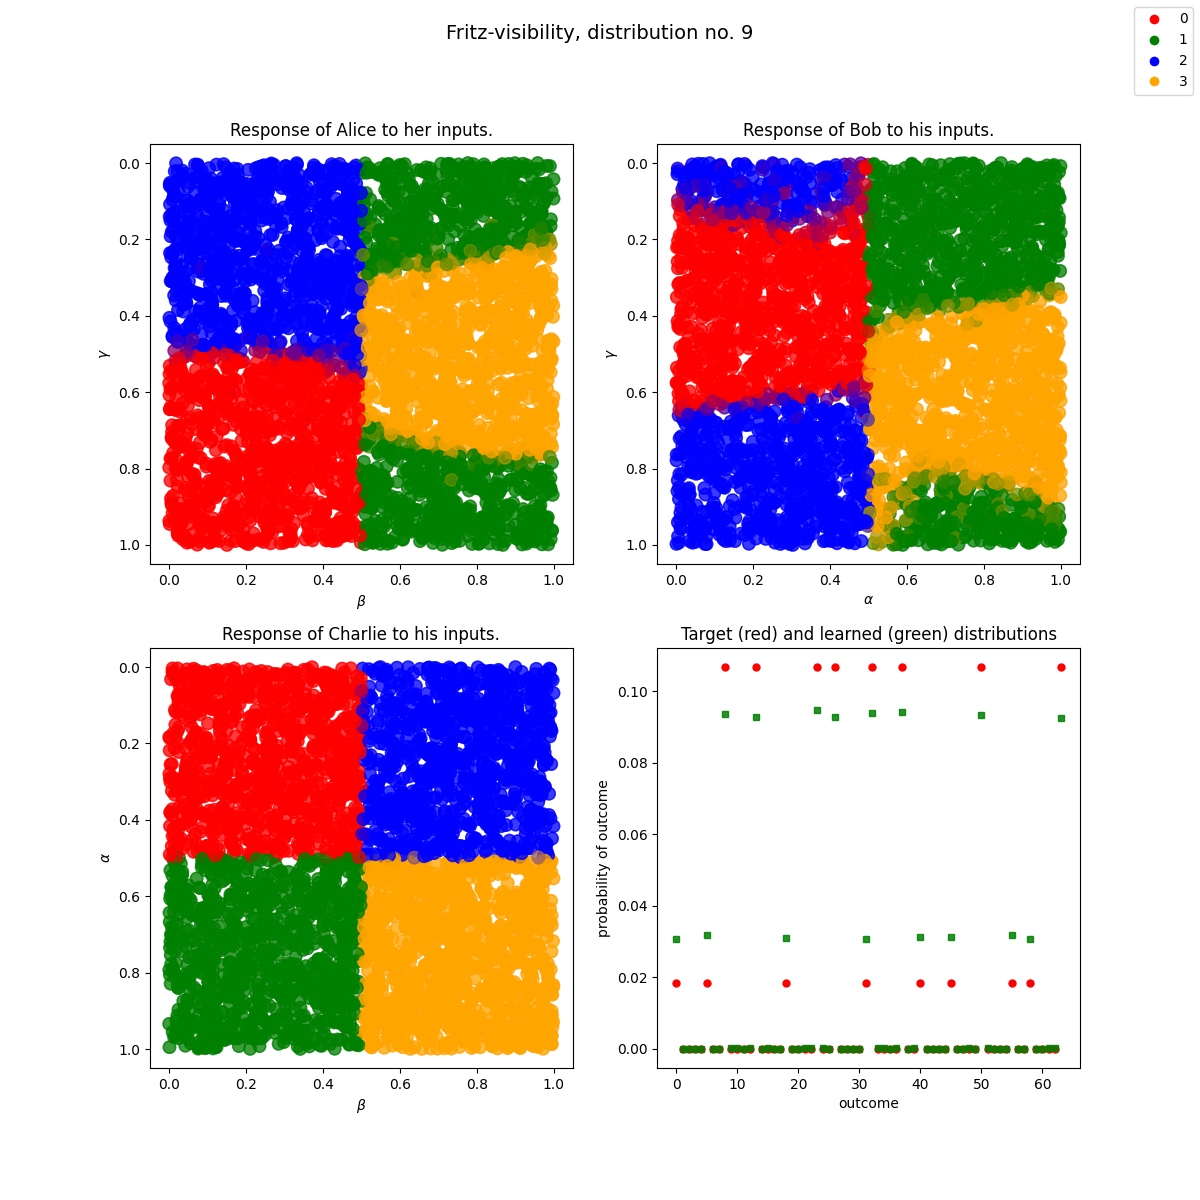 Fritz-visibility, distribution no. 9
0
1
2
3
Response of Alice to her inputs.
0.0
0.2
0.4
0.6
0.8
1.0
γ
0.0 0.2 0.4 0.6 0.8 1.0
β
Response of Bob to his inputs.
0.0
0.2
0.4
0.6
0.8
1.0
γ
0.0 0.2 0.4 0.6 0.8 1.0
α
Response of Charlie to his inputs.
0.0
0.2
0.4
0.6
0.8
1.0
α
0.0 0.2 0.4 0.6 0.8 1.0
β
Target (red) and learned (green) distributions
0.10
0.08
0.06
0.04
0.02
0.00
probability of outcome
0 10 20 30 40 50 60
outcome